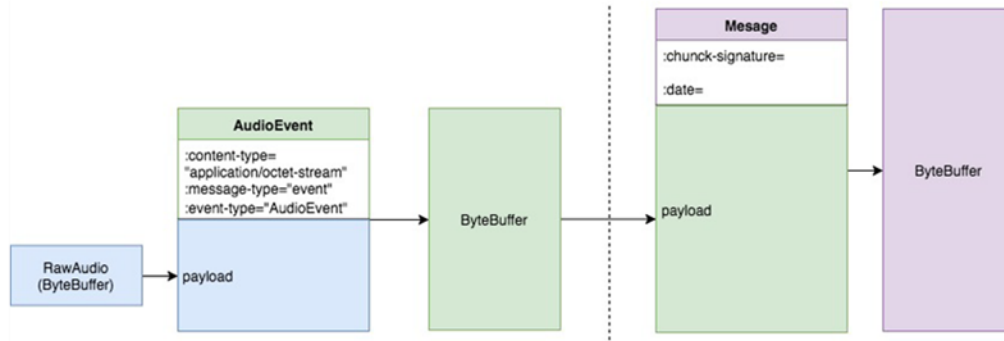 RawAudio
(ByteBuffer)
AudioEvent
:content-type=
"application/octet-stream"
:message-type="event"
:event-type="AudioEvent"
payload
ByteBuffer
Mesage
:chunck-signature=
:date=
payload
ByteBuffer